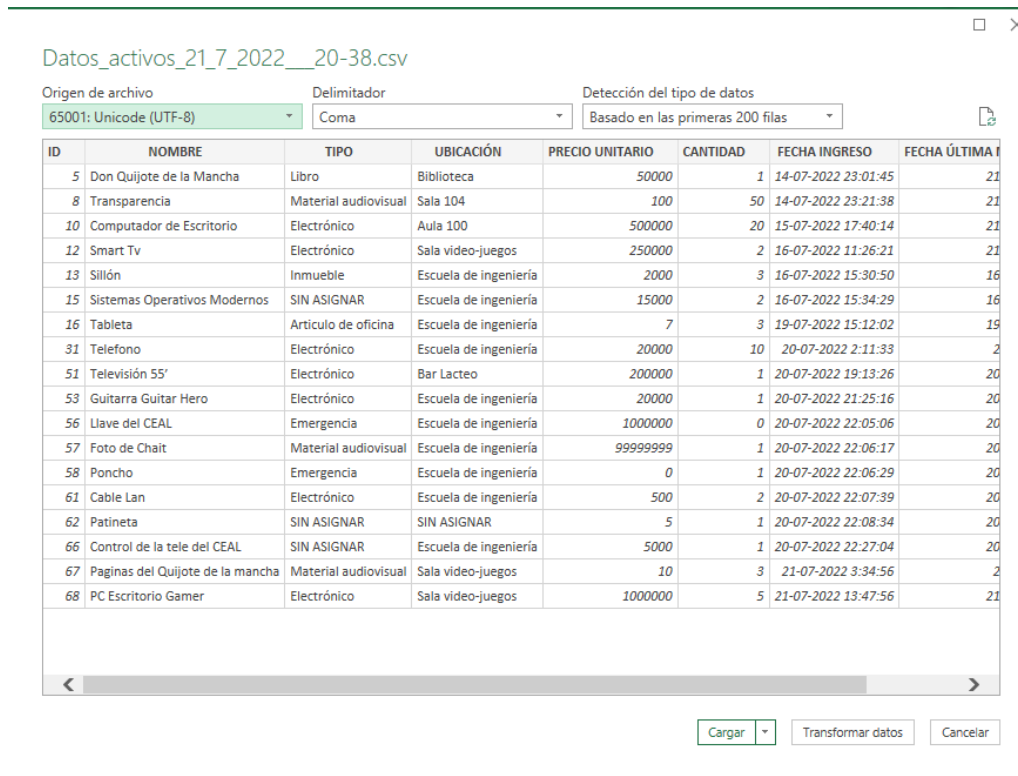 Datos_activos_21_7_2022___20-38.csv
Origen de archivo Delimitador Detección del tipo de datos
65001: Unicode (UTF-8) Coma Basado en las primeras 200 filas
ID NOMBRE TIPO UBICACIÓN PRECIO UNITARIO CANTIDAD FECHA INGRESO FECHA ÚLTIMA
5 Don Quijote de la Mancha Libro Biblioteca 50000 1 14-07-2022 23:01:45 21
8 Transparencia Material audiovisual Sala 104 100 50 14-07-2022 23:21:38 21
10 Computador de Escritorio Electrónico Aula 100 500000 20 15-07-2022 17:40:14 21
12 Smart Tv Electrónico Sala video-juegos 250000 2 16-07-2022 11:26:21 21
13 Sillón Inmueble Escuela de ingeniería 2000 3 16-07-2022 15:30:50 16
15 Sistemas Operativos Modernos SIN ASIGNAR Escuela de ingeniería 15000 2 16-07-2022 15:34:29 16
16 Tableta Articulo de oficina Escuela de ingeniería 7 3 19-07-2022 15:12:02 19
31 Telefono Electrónico Escuela de ingeniería 20000 10 20-07-2022 2:11:33 2
51 Televisión 55' Electrónico Bar Lacteo 200000 1 20-07-2022 19:13:26 20
53 Guitarra Guitar Hero Electrónico Escuela de ingeniería 20000 1 20-07-2022 21:25:16 20
56 Llave del CEAL Emergencia Escuela de ingeniería 1000000 0 20-07-2022 22:05:06 20
57 Foto de Chait Material audiovisual Escuela de ingeniería 99999999 1 20-07-2022 22:06:17 20
58 Poncho Emergencia Escuela de ingeniería 0 1 20-07-2022 22:06:29 20
61 Cable Lan Electrónico Escuela de ingeniería 500 2 20-07-2022 22:07:39 20
62 Patineta SIN ASIGNAR SIN ASIGNAR 5 1 20-07-2022 22:08:34 20
66 Control de la tele del CEAL SIN ASIGNAR Escuela de ingeniería 5000 1 20-07-2022 22:27:04 20
67 Paginas del Quijote de la mancha Material audiovisual Sala video-juegos 10 3 21-07-2022 3:34:56 2
68 PC Escritorio Gamer Electrónico Sala video-juegos 1000000 5 21-07-2022 13:47:56 21
Cargar Transformar datos Cancelar